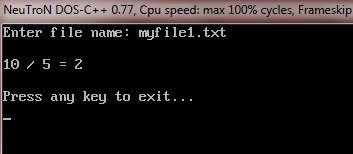 NeuTroN DOS-C++ 0.77, Cpu speed: max 100% cycles, Frameskip
Enter file name: myfile1.txt
10 / 5 = 2
Press any key to exit...
_